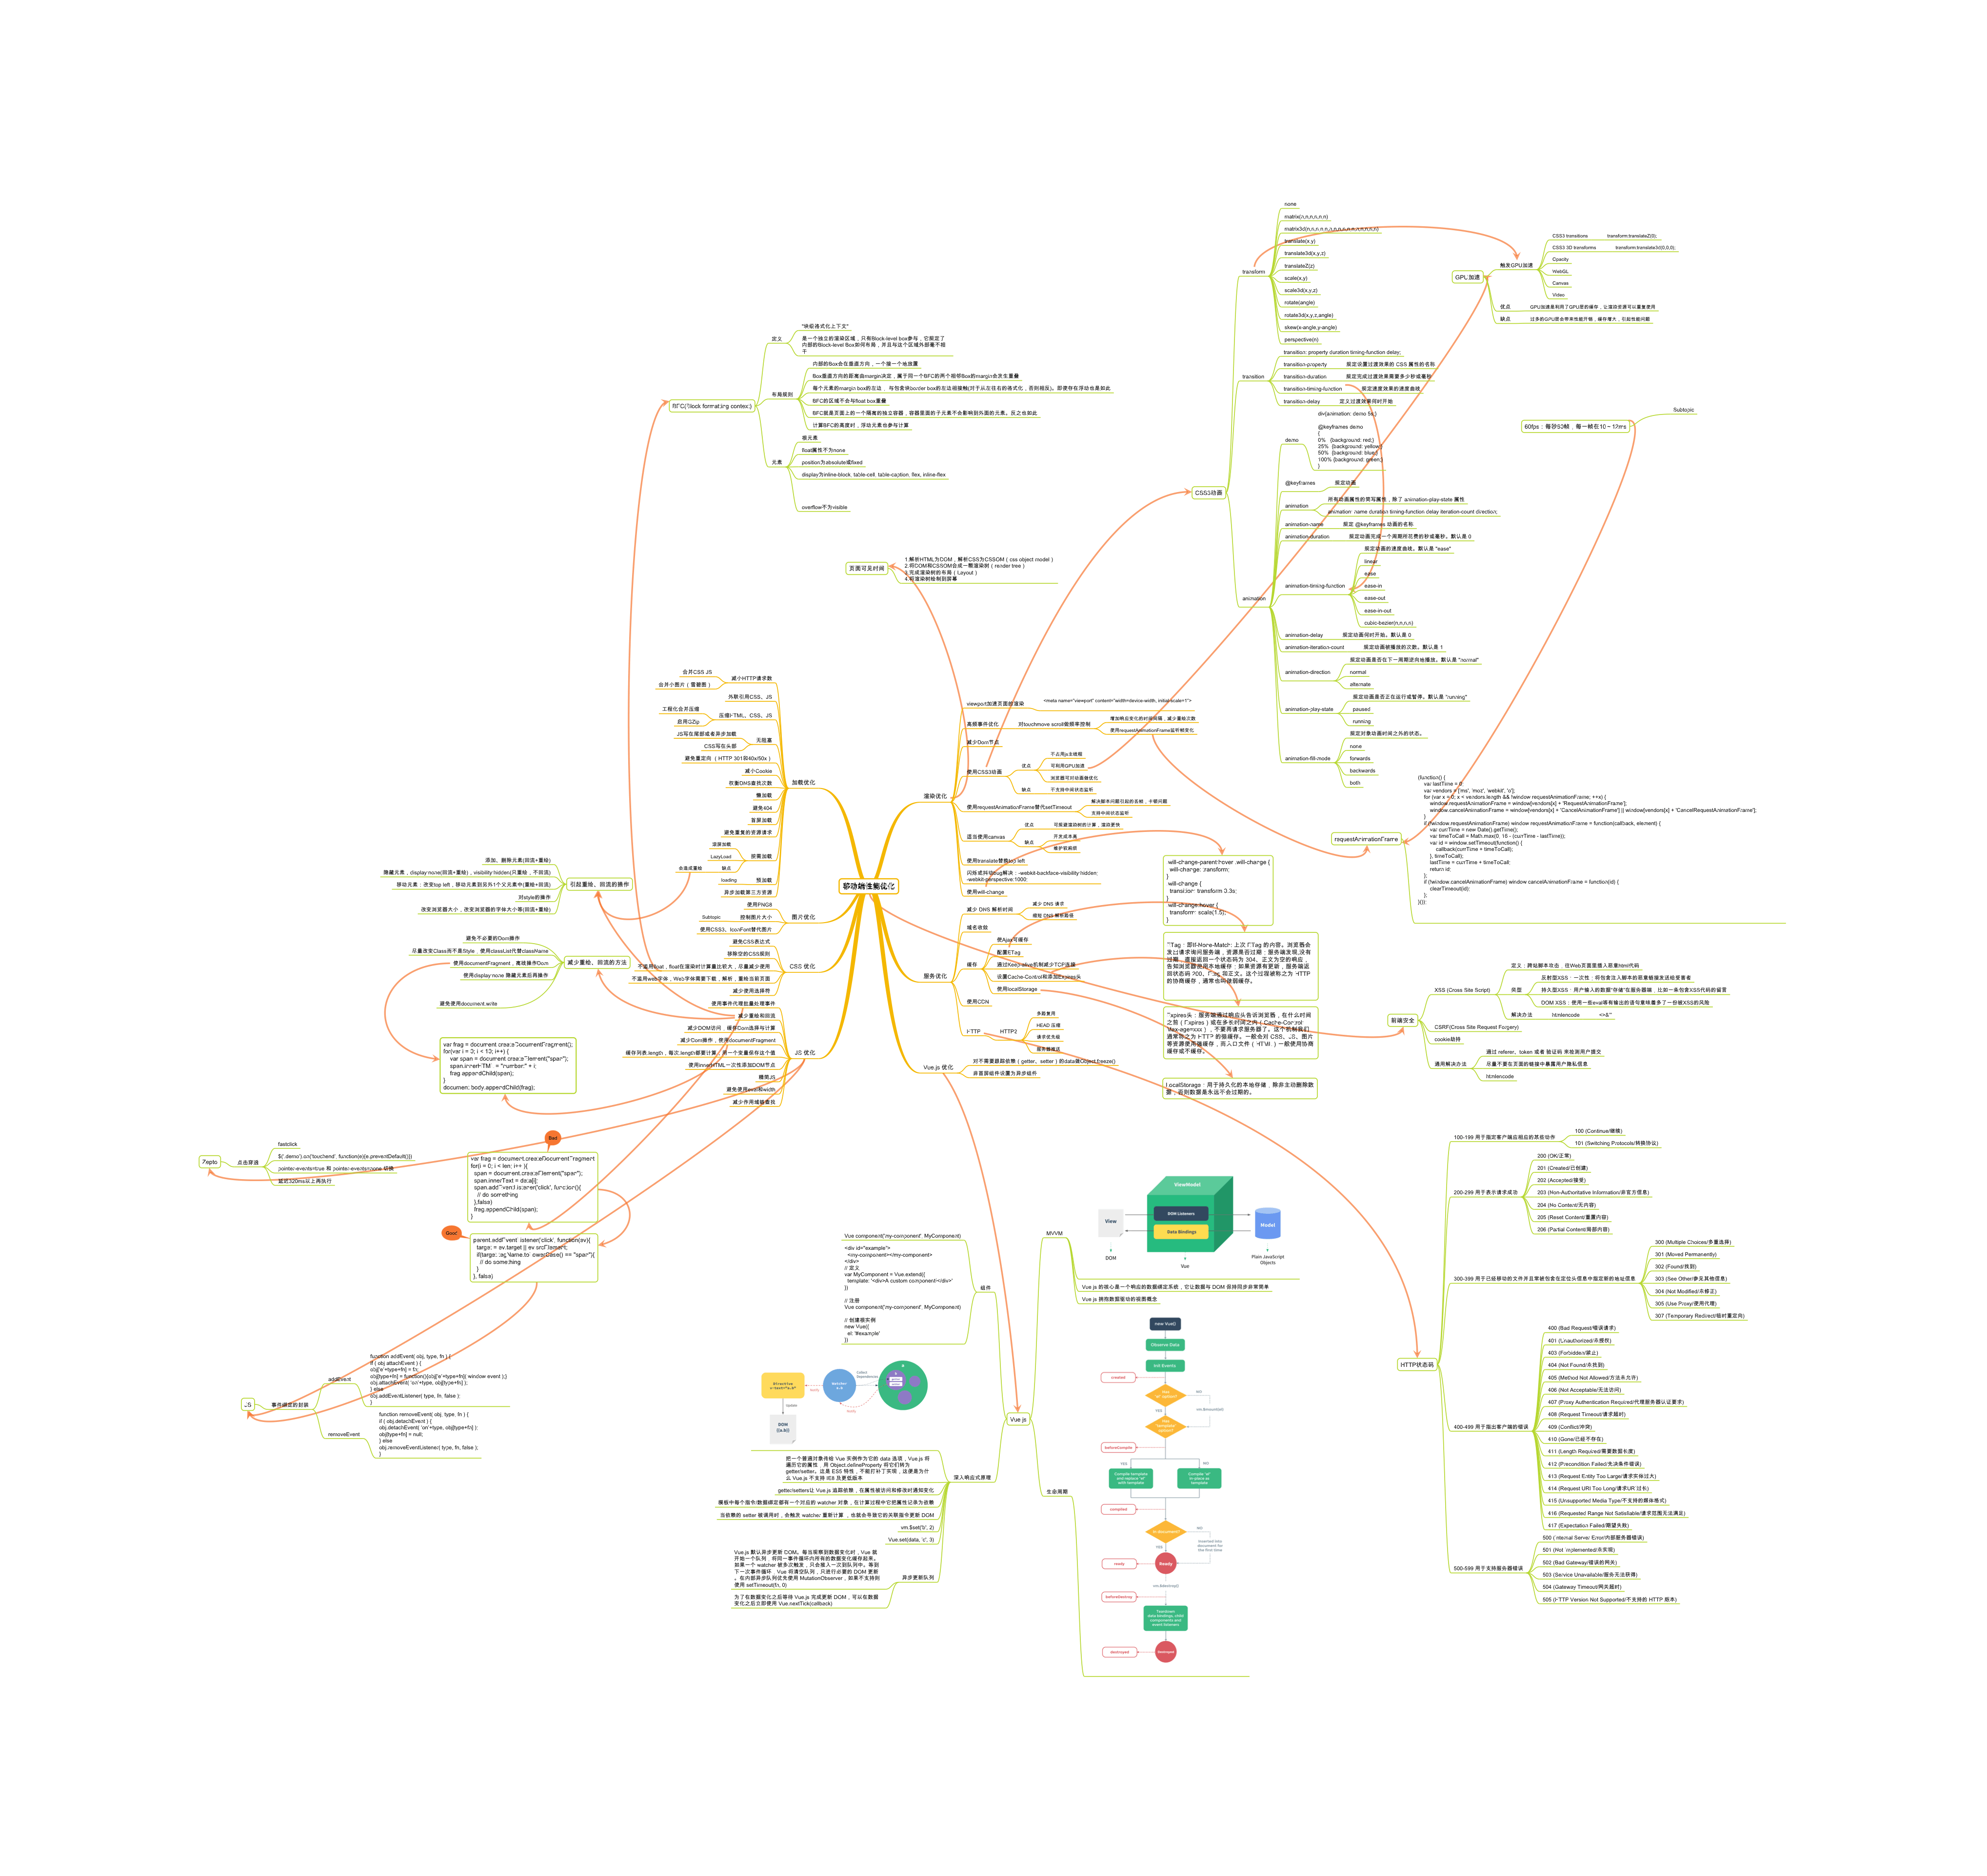 移动端性能优化
加载优化
减小HTTP请求数
合并CSS JS
合并小图片（雪碧图）
外联引用CSS、JS
压缩HTML、CSS、JS
工程化合并压缩
启用GZip
无阻塞
JS写在尾部或者异步加载
CSS写在头部
避免重定向（HTTP 301和40x/50x）
减小Cookie
权衡DNS查找次数
懒加载
避免404
首屏加载
避免重复的资源请求
按需加载
滚屏加载
LazyLoad
缺点
会造成重绘
预加载
loading
异步加载第三方资源
图片优化
使用PNG8
控制图片大小
Subtopic
使用CSS3、IconFont替代图片
CSS 优化
避免CSS表达式
移除空的CSS规则
不滥用float，float在渲染时计算量比较大，尽量减少使用
不滥用web字体，Web字体需要下载，解析，重绘当前页面
减少使用选择符
JS 优化
使用事件代理批量处理事件
减少重绘和回流
减少DOM访问 缓存Dom选择与计算
减少Dom操作，使用documentFragment
缓存列表.length，每次.length都要计算，用一个变量保存这个值
使用innerHTML一次性添加DOM节点
精简JS
避免使用eval和width
减少作用域链查找
渲染优化
viewport加速页面的渲染
<meta name="viewport" content="width=device-width, initial-scale=1">
高频事件优化
对touchmove scroll做频率控制
增加响应变化的时间间隔，减少重绘次数
使用requestAnimationFrame监听帧变化
减少Dom节点
使用CSS3动画
优点
不占用js主线程
可利用GPU加速
浏览器可对动画做优化
缺点
不支持中间状态监听
使用requestAnimationFrame替代setTimeout
解决脚本问题引起的丢帧，卡顿问题
支持中间状态监听
适当使用canvas
优点
可规避渲染树的计算，渲染更快
缺点
开发成本高
维护较麻烦
使用translate替换top left
闪烁或抖动bug解决：-webkit-backface-visibility:hidden;
-webkit-perspective:1000;
使用will-change
服务优化
减少 DNS 解析时间
减少 DNS 请求
缩短 DNS 解析路径
域名收敛
缓存
使Ajax可缓存
配置ETag
通过Keep-alive机制减少TCP连接
设置Cache-Control和添加Expires头
使用localStorage
使用CDN
HTTP
HTTP2
多路复用
HEAD 压缩
请求优先级
服务器推送
Vue.js 优化
对不需要跟踪依赖（getter、setter）的data做Object.freeze()
非首屏组件设置为异步组件
BFC(Block formatting context)
定义
"块级格式化上下文"
是一个独立的渲染区域，只有Block-level box参与，它规定了
内部的Block-level Box如何布局，并且与这个区域外部毫不相
干
布局规则
内部的Box会在垂直方向，一个接一个地放置
Box垂直方向的距离由margin决定，属于同一个BFC的两个相邻Box的margin会发生重叠
每个元素的margin box的左边， 与包含块border box的左边相接触(对于从左往右的格式化，否则相反)。即使存在浮动也是如此
BFC的区域不会与float box重叠
BFC就是页面上的一个隔离的独立容器，容器里面的子元素不会影响到外面的元素。反之也如此
计算BFC的高度时，浮动元素也参与计算
元素
根元素
float属性不为none
position为absolute或fixed
display为inline-block, table-cell, table-caption, flex, inline-flex
overflow不为visible
页面可见时间
1.解析HTML为DOM，解析CSS为CSSOM（css object model）
2.将DOM和CSSOM合成一颗渲染树（render tree）
3.完成渲染树的布局（Layout）
4.将渲染树绘制到屏幕
CSS3动画
transform
none
matrix(n,n,n,n,n,n)
matrix3d(n,n,n,n,n,n,n,n,n,n,n,n,n,n,n,n)
translate(x,y)
translate3d(x,y,z)
translateZ(z)
scale(x,y)
scale3d(x,y,z)
rotate(angle)
rotate3d(x,y,z,angle)
skew(x-angle,y-angle)
perspective(n)
transition
transition: property duration timing-function delay;
transition-property 规定设置过渡效果的 CSS 属性的名称
transition-duration 规定完成过渡效果需要多少秒或毫秒
transition-timing-function 规定速度效果的速度曲线
transition-delay 定义过渡效果何时开始
animation
demo
div{animation: demo 5s;}
@keyframes demo
{
0% {background: red;}
25% {background: yellow;}
50% {background: blue;}
100% {background: green;}
}
@keyframes 规定动画
animation
所有动画属性的简写属性，除了 animation-play-state 属性
animation: name duration timing-function delay iteration-count direction;
animation-name 规定 @keyframes 动画的名称
animation-duration 规定动画完成一个周期所花费的秒或毫秒。默认是 0
animation-timing-function
规定动画的速度曲线。默认是 "ease"
linear
ease
ease-in
ease-out
ease-in-out
cubic-bezier(n,n,n,n)
animation-delay 规定动画何时开始。默认是 0
animation-iteration-count 规定动画被播放的次数。默认是 1
animation-direction
规定动画是否在下一周期逆向地播放。默认是 "normal"
normal
alternate
animation-play-state
规定动画是否正在运行或暂停。默认是 "running"
paused
running
animation-fill-mode
规定对象动画时间之外的状态。
none
forwards
backwards
both
GPU加速
触发GPU加速
CSS3 transitions transform:translateZ(0);
CSS3 3D transforms transform:translate3d(0,0,0);
Opacity
WebGL
Canvas
Video
优点 GPU加速是利用了GPU层的缓存，让渲染资源可以重复使用
缺点 过多的GPU层会带来性能开销，缓存增大，引起性能问题
60fps：每秒60帧，每一帧在16~17ms
Subtopic
requestAnimationFrame
(function() {
var lastTime = 0;
var vendors = ['ms', 'moz', 'webkit', 'o'];
for (var x = 0; x < vendors.length && !window.requestAnimationFrame; ++x) {
window.requestAnimationFrame = window[vendors[x] + 'RequestAnimationFrame'];
window.cancelAnimationFrame = window[vendors[x] + 'CancelAnimationFrame'] || window[vendors[x] + 'CancelRequestAnimationFrame'];
}
if (!window.requestAnimationFrame) window.requestAnimationFrame = function(callback, element) {
var currTime = new Date().getTime();
var timeToCall = Math.max(0, 16 - (currTime - lastTime));
var id = window.setTimeout(function() {
callback(currTime + timeToCall);
}, timeToCall);
lastTime = currTime + timeToCall;
return id;
};
if (!window.cancelAnimationFrame) window.cancelAnimationFrame = function(id) {
clearTimeout(id);
};
}());
.will-change-parent:hover .will-change {
will-change: transform;
}
.will-change {
transition: transform 0.3s;
}
.will-change:hover {
transform: scale(1.5);
}
ETag：即If-None-Match: 上次 ETag 的内容。浏览器会
发过请求询问服务端，资源是否过期；服务端发现,没有
过期，直接返回一个状态码为 304、正文为空的响应，
告知浏览器使用本地缓存；如果资源有更新，服务端返
回状态码 200、ETag 和正文。这个过程被称之为 HTTP
的协商缓存，通常也叫做弱缓存。
Expires头：服务端通过响应头告诉浏览器，在什么时间
之前（Expires）或在多长时间之内（Cache-Control:
Max-age=xxx），不要再请求服务器了。这个机制我们
通常称之为 HTTP 的强缓存。一般会对 CSS、JS、图片
等资源使用强缓存，而入口文件（HTML）一般使用协商
缓存或不缓存。
LocalStorage：用于持久化的本地存储，除非主动删除数
据，否则数据是永远不会过期的。
前端安全
XSS (Cross Site Script)
定义：跨站脚本攻击，往Web页面里插入恶意html代码
类型
反射型XSS：一次性；将包含注入脚本的恶意链接发送给受害者
持久型XSS：用户输入的数据"存储"在服务器端，比如一条包含XSS代码的留言
DOM XSS：使用一些eval等有输出的语句意味着多了一份被XSS的风险
解决方法 htmlencode <>&"
CSRF(Cross Site Request Forgery)
cookie劫持
通用解决方法
通过 referer、token 或者 验证码 来检测用户提交
尽量不要在页面的链接中暴露用户隐私信息
htmlencode
引起重绘、回流的操作
添加、删除元素(回流+重绘)
隐藏元素，display:none(回流+重绘)，visibility:hidden(只重绘，不回流)
移动元素：改变top left，移动元素到另外1个父元素中(重绘+回流)
对style的操作
改变浏览器大小，改变浏览器的字体大小等(回流+重绘)
减少重绘、回流的方法
避免不必要的Dom操作
尽量改变Class而不是Style，使用classList代替className
使用documentFragment，离线操作Dom
使用display:none 隐藏元素后再操作
避免使用document.write
var frag = document.createDocumentFragment();
for(var i = 0; i < 10; i++) {
var span = document.createElement("span");
span.innerHTML = "number:" + i;
frag.appendChild(span);
}
document.body.appendChild(frag);
Bad
var frag = document.createDocumentFragment
for(i = 0; i < len; i++ ){
span = document.createElement("span");
span.innerText = data[i];
span.addEventListener('click', function(){
// do something
},false)
frag.appendChild(span);
}
Good
parent.addEventListener('click', function(ev){
target = ev.target || ev.srcElement;
if(target.tagName.toLowerCase() == "span"){
// do something
}
}, false)
Zepto
点击穿透
fastclick
$('.demo').on('touchend', function(e){e.preventDefault()})
pointer-events=true 和 pointer-events=none 切换
延迟320ms以上再执行
JS
事件绑定的封装
addEvent
function addEvent( obj, type, fn ) {
if ( obj.attachEvent ) {
obj['e'+type+fn] = fn;
obj[type+fn] = function(){obj['e'+type+fn]( window.event );}
obj.attachEvent( 'on'+type, obj[type+fn] );
} else
obj.addEventListener( type, fn, false );
}
removeEvent
function removeEvent( obj, type, fn ) {
if ( obj.detachEvent ) {
obj.detachEvent( 'on'+type, obj[type+fn] );
obj[type+fn] = null;
} else
obj.removeEventListener( type, fn, false );
}
Vue.js
组件
Vue.component('my-component', MyComponent)
<div id="example">
<my-component></my-component>
</div>
// 定义
var MyComponent = Vue.extend({
template: '<div>A custom component!</div>'
})
// 注册
Vue.component('my-component', MyComponent)
// 创建根实例
new Vue({
el: '#example'
})
深入响应式原理
Directive
v-text="a.b"
Watcher
a.b
Collect
Dependencies
Notify
Notify
Update
DOM
{{a.b}}
把一个普通对象传给 Vue 实例作为它的 data 选项，Vue.js 将
遍历它的属性，用 Object.defineProperty 将它们转为
getter/setter。这是 ES5 特性，不能打补丁实现，这便是为什
么 Vue.js 不支持 IE8 及更低版本
getter/setters让 Vue.js 追踪依赖，在属性被访问和修改时通知变化
模板中每个指令/数据绑定都有一个对应的 watcher 对象，在计算过程中它把属性记录为依赖
当依赖的 setter 被调用时，会触发 watcher 重新计算 ，也就会导致它的关联指令更新 DOM
vm.$set('b', 2)
Vue.set(data, 'c', 3)
异步更新队列
Vue.js 默认异步更新 DOM。每当观察到数据变化时，Vue 就
开始一个队列，将同一事件循环内所有的数据变化缓存起来。
如果一个 watcher 被多次触发，只会推入一次到队列中。等到
下一次事件循环，Vue 将清空队列，只进行必要的 DOM 更新
。在内部异步队列优先使用 MutationObserver，如果不支持则
使用 setTimeout(fn, 0)
为了在数据变化之后等待 Vue.js 完成更新 DOM，可以在数据
变化之后立即使用 Vue.nextTick(callback)
MVVM
ViewModel
View
DOM Listeners
Data Bindings
Model
DOM
Vue
Plain JavaScript
Objects
Vue.js 的核心是一个响应的数据绑定系统，它让数据与 DOM 保持同步非常简单
Vue.js 拥抱数据驱动的视图概念
生命周期
new Vue()
Observe Data
Init Events
created
Has
"el" option?
NO
YES
vm.$mount(el)
Has
"template"
option?
beforeCompile
YES
NO
Compile template
and replace "el"
with template
Compile "el"
in-place as
template
compiled
in document?
NO
YES
Inserted into
document for
the first time
ready
Ready
vm.$destroy()
beforeDestroy
Teardown
data bindings, child
components and
event listeners
destroyed
Destroyed
HTTP状态码
100-199 用于指定客户端应相应的某些动作
100 (Continue/继续)
101 (Switching Protocols/转换协议)
200-299 用于表示请求成功
200 (OK/正常)
201 (Created/已创建)
202 (Accepted/接受)
203 (Non-Authoritative Information/非官方信息)
204 (No Content/无内容)
205 (Reset Content/重置内容)
206 (Partial Content/局部内容)
300-399 用于已经移动的文件并且常被包含在定位头信息中指定新的地址信息
300 (Multiple Choices/多重选择)
301 (Moved Permanently)
302 (Found/找到)
303 (See Other/参见其他信息)
304 (Not Modified/未修正)
305 (Use Proxy/使用代理)
307 (Temporary Redirect/临时重定向)
400-499 用于指出客户端的错误
400 (Bad Request/错误请求)
401 (Unauthorized/未授权)
403 (Forbidden/禁止)
404 (Not Found/未找到)
405 (Method Not Allowed/方法未允许)
406 (Not Acceptable/无法访问)
407 (Proxy Authentication Required/代理服务器认证要求)
408 (Request Timeout/请求超时)
409 (Conflict/冲突)
410 (Gone/已经不存在)
411 (Length Required/需要数据长度)
412 (Precondition Failed/先决条件错误)
413 (Request Entity Too Large/请求实体过大)
414 (Request URI Too Long/请求URI过长)
415 (Unsupported Media Type/不支持的媒体格式)
416 (Requested Range Not Satisfiable/请求范围无法满足)
417 (Expectation Failed/期望失败)
500-599 用于支持服务器错误
500 (Internal Server Error/内部服务器错误)
501 (Not Implemented/未实现)
502 (Bad Gateway/错误的网关)
503 (Service Unavailable/服务无法获得)
504 (Gateway Timeout/网关超时)
505 (HTTP Version Not Supported/不支持的 HTTP 版本)